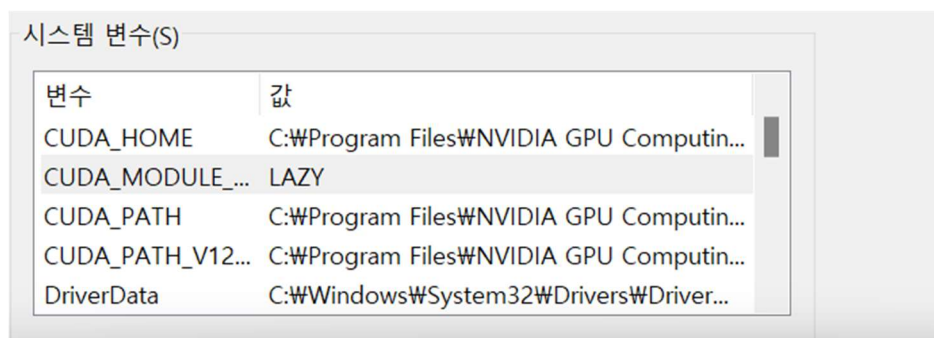 시스템 변수(S)
변수 값
CUDA_HOME C:₩Program Files₩NVIDIA GPU Computin...
CUDA_MODULE_... LAZY
CUDA_PATH C:₩Program Files₩NVIDIA GPU Computin...
CUDA_PATH_V12... C:₩Program Files₩NVIDIA GPU Computin...
DriverData C:₩Windows₩System32₩Drivers₩Driver...